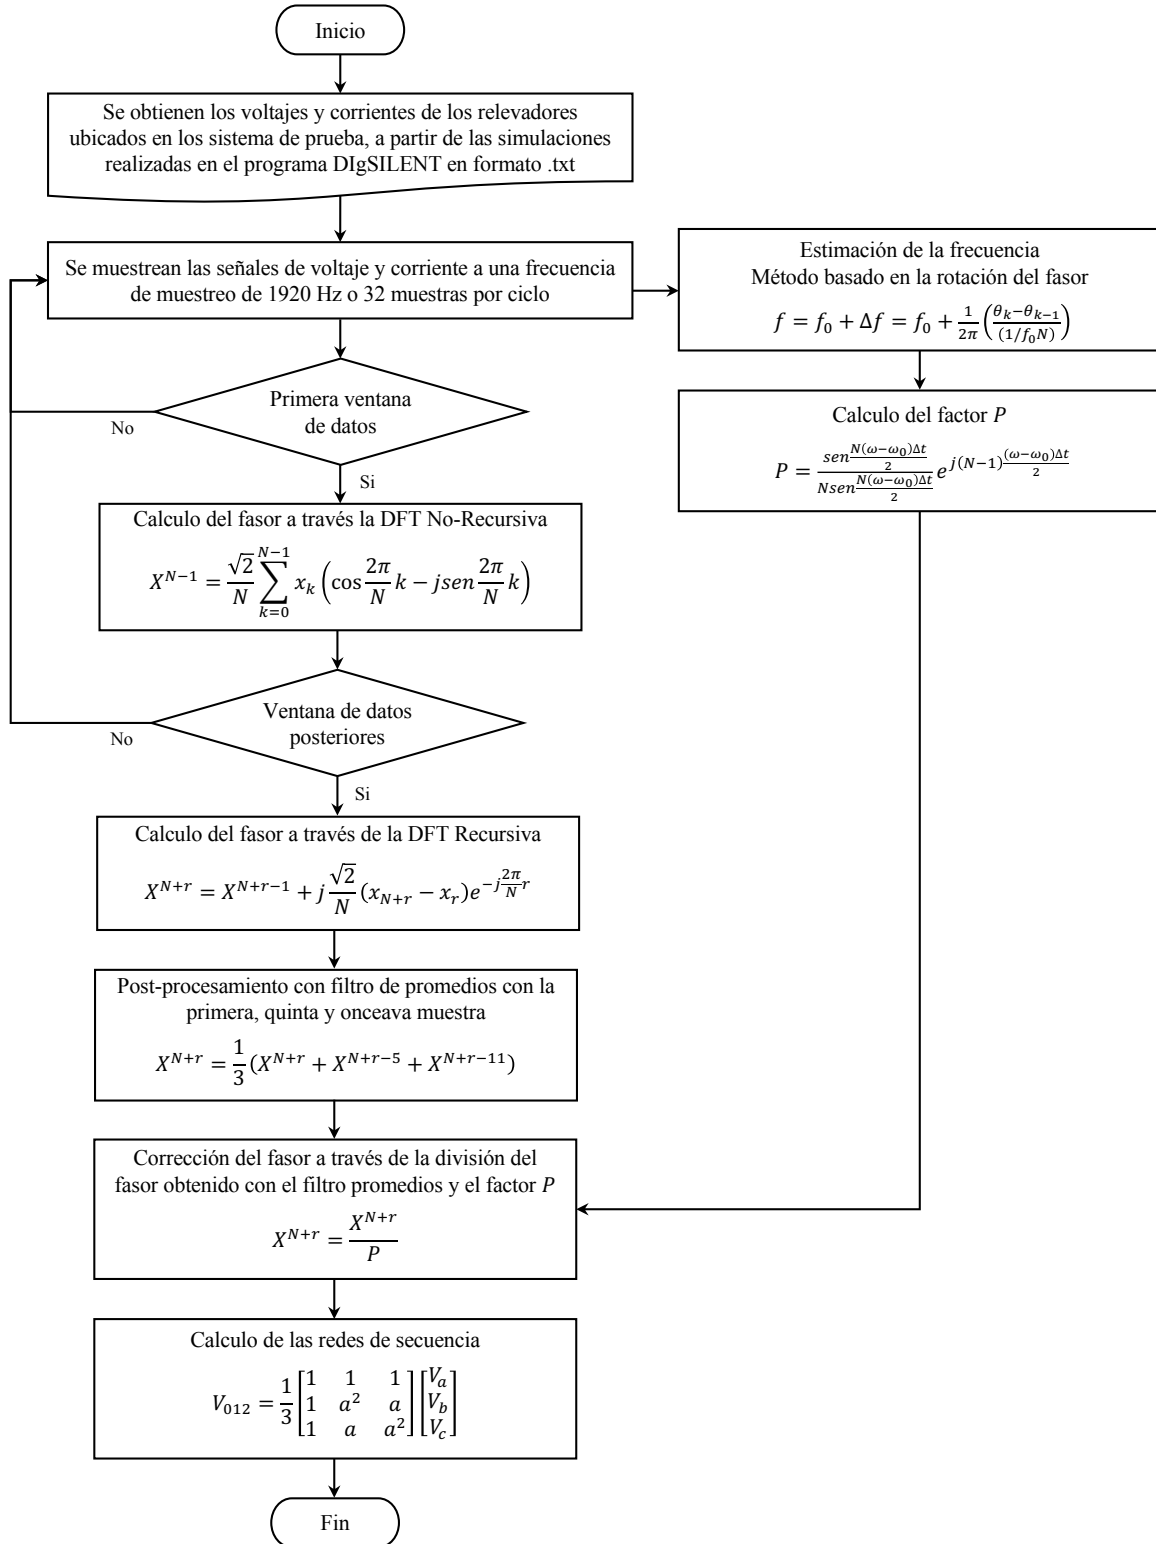 Inicio
Se obtienen los voltajes y corrientes de los relevadores
ubicados en los sistema de prueba, a partir de las simulaciones
realizadas en el programa DIgSILENT en formato .txt
Se muestrean las señales de voltaje y corriente a una frecuencia
de muestreo de 1920 Hz o 32 muestras por ciclo
Estimación de la frecuencia
Método basado en la rotación del fasor
f = f₀ + Δf = f₀ + \frac{1}{2π} \left( \frac{θ_k − θ_{k−1}}{(1/f_0 N)} \right)
Primera ventana
de datos
No
Si
Calculo del factor P
P = \frac{sen \frac{N(ω−ω_0)Δt}{2}}{N sen \frac{N(ω−ω_0)Δt}{2}} e^{j(N−1)\frac{(ω−ω_0)Δt}{2}}
Calculo del fasor a través la DFT No-Recursiva
X^{N−1} = \frac{\sqrt{2}}{N} \sum_{k=0}^{N−1} x_k \left( \cos \frac{2π}{N} k − jsen \frac{2π}{N} k \right)
Ventana de datos
posteriores
No
Si
Calculo del fasor a través de la DFT Recursiva
X^{N+r} = X^{N+r−1} + j \frac{\sqrt{2}}{N} (x_{N+r} − x_r) e^{−j\frac{2π}{N}r}
Post-procesamiento con filtro de promedios con la
primera, quinta y onceava muestra
X^{N+r} = \frac{1}{3} (X^{N+r} + X^{N+r−5} + X^{N+r−11})
Corrección del fasor a través de la división del
fasor obtenido con el filtro promedios y el factor P
X^{N+r} = \frac{X^{N+r}}{P}
Calculo de las redes de secuencia
V_{012} = \frac{1}{3} \begin{bmatrix} 1 & 1 & 1 \\ 1 & a^2 & a \\ 1 & a & a^2 \end{bmatrix} \begin{bmatrix} V_a \\ V_b \\ V_c \end{bmatrix}
Fin